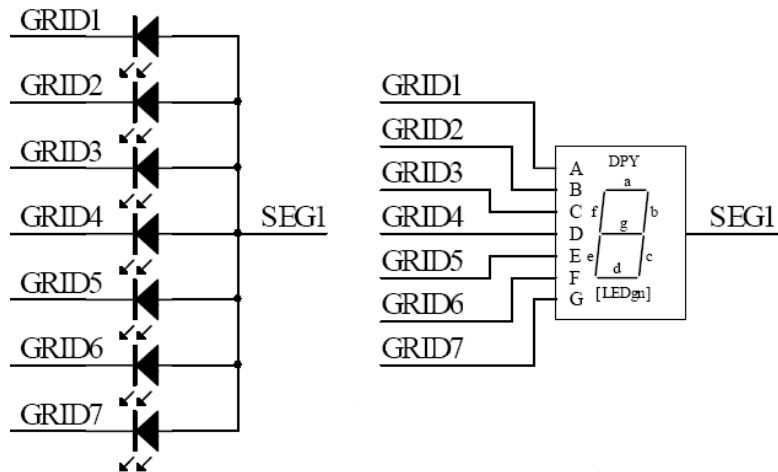 GRID1
GRID2
GRID3
GRID4
GRID5
GRID6
GRID7
SEG1
GRID1
GRID2
GRID3
GRID4
GRID5
GRID6
GRID7
DPY
A
B
C
D
E
F
G
a
f
b
g
e
c
d
[LEDgn]
SEG1